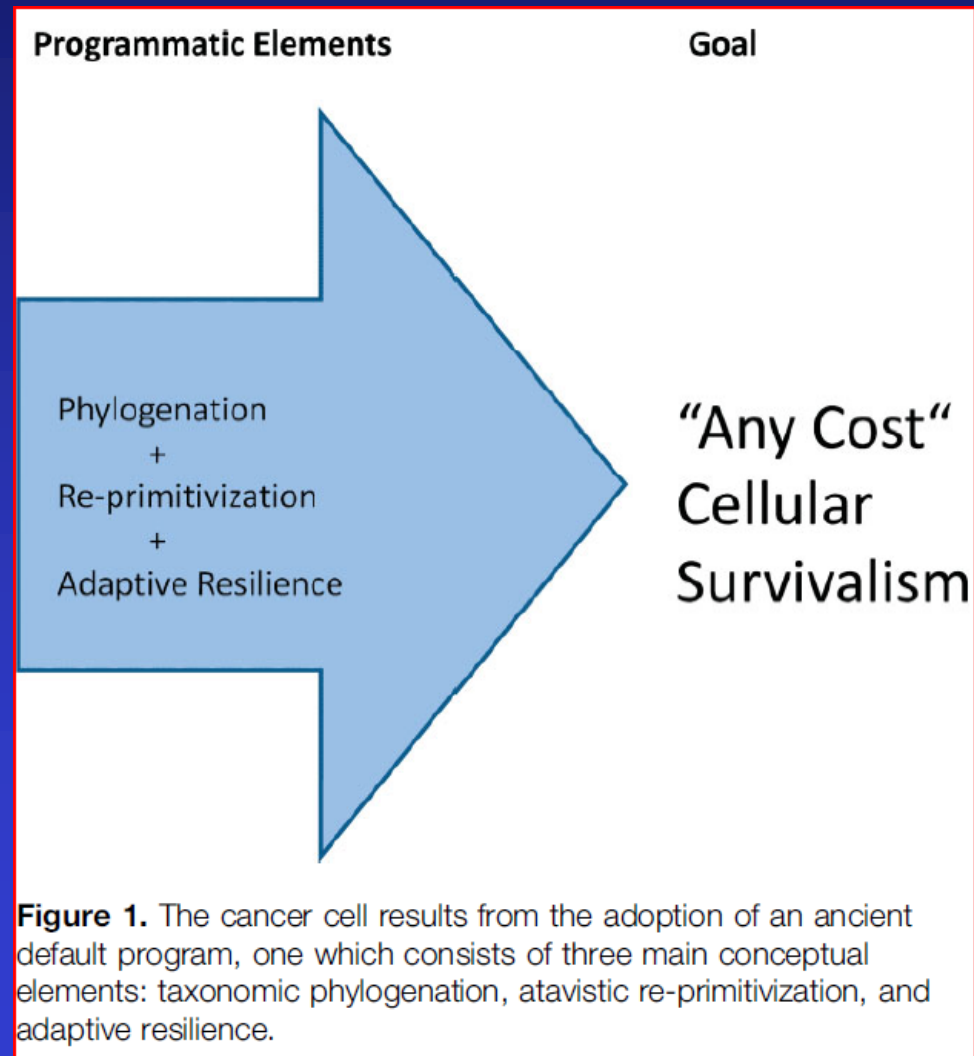 Programmatic Elements
Goal
Phylogenation
+
Re-primitivization
+
Adaptive Resilience
“Any Cost“
Cellular
Survivalism
Figure 1. The cancer cell results from the adoption of an ancient
default program, one which consists of three main conceptual
elements: taxonomic phylogenation, atavistic re-primitivization, and
adaptive resilience.